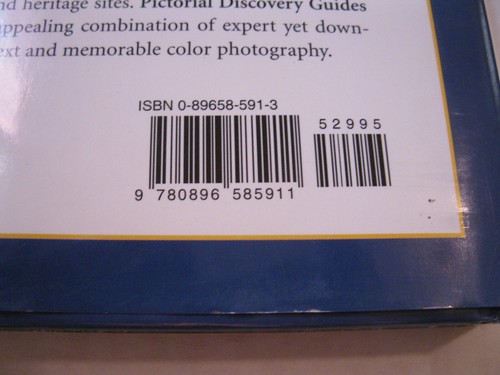 nd heritage sites. Pictorial Discovery Guides
ppealing combination of expert yet down-
ext and memorable color photography.
ISBN 0-89658-591-3
52995
9 780896 585911